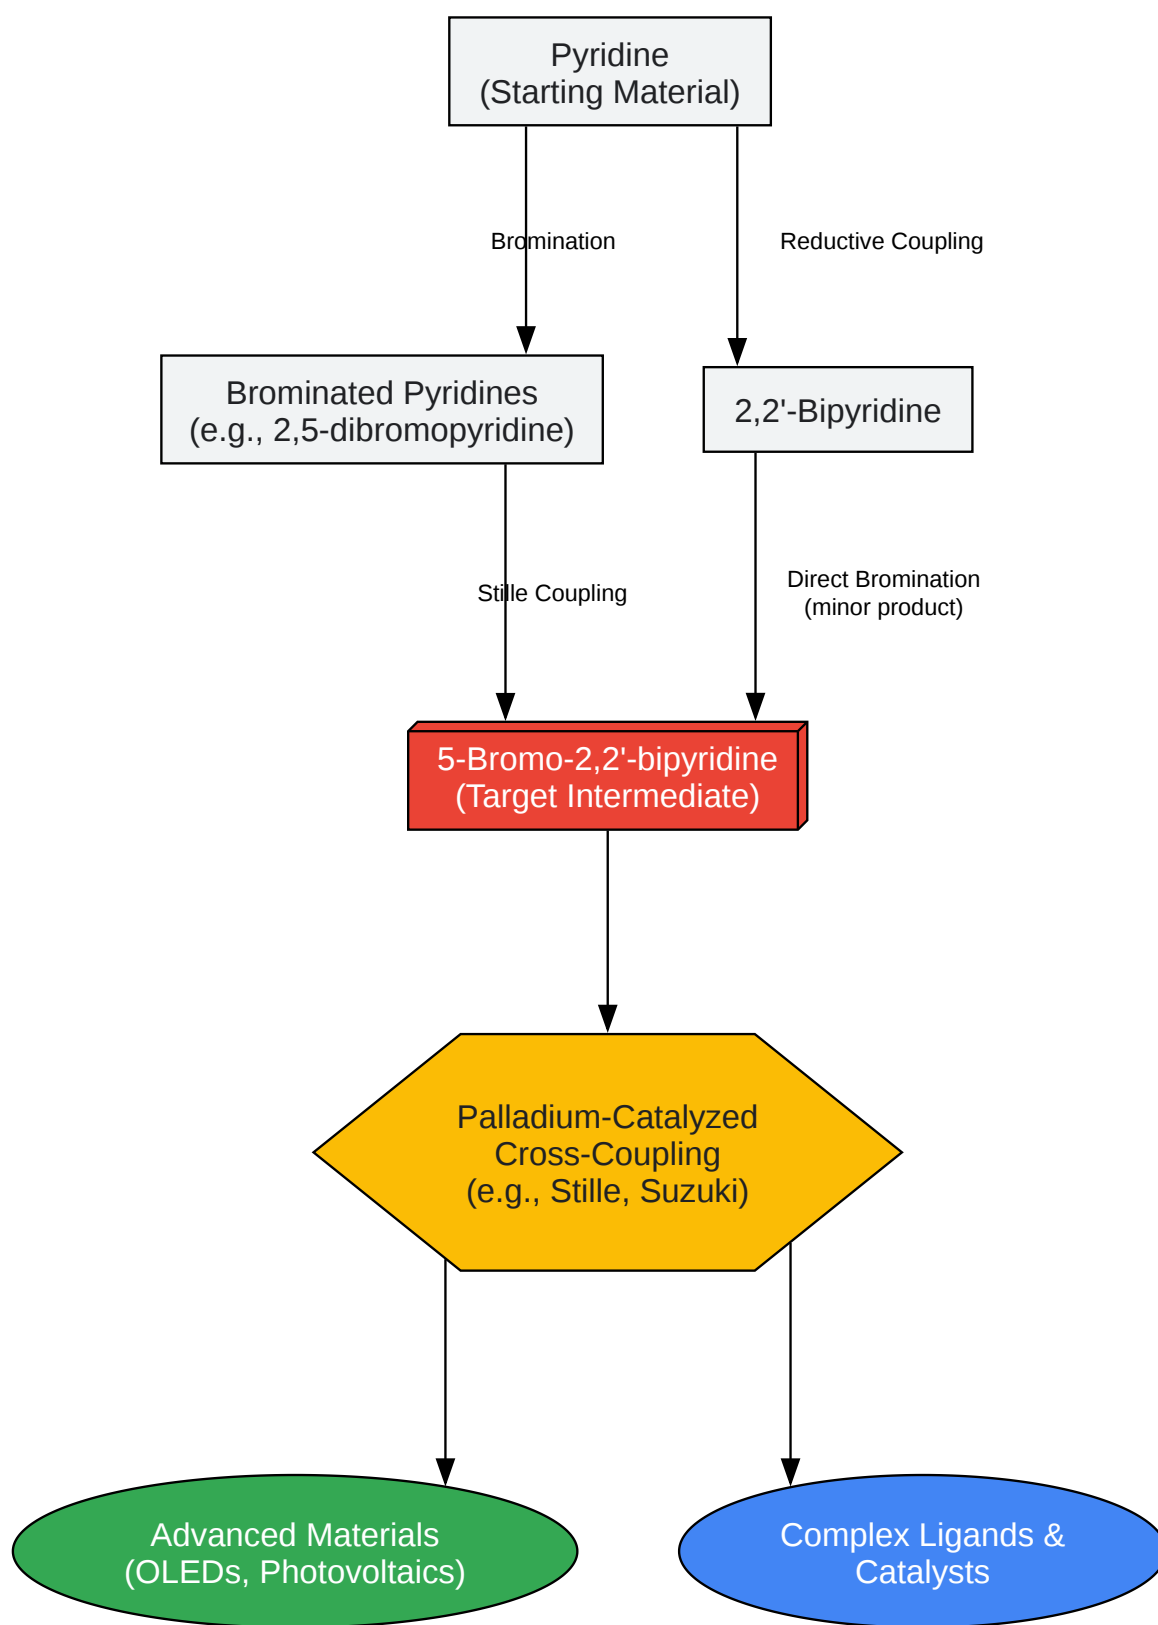 Pyridine
(Starting Material)
Bromination
Reductive Coupling
Brominated Pyridines
(e.g., 2,5-dibromopyridine)
2,2'-Bipyridine
Stille Coupling
Direct Bromination
(minor product)
5-Bromo-2,2'-bipyridine
(Target Intermediate)
Palladium-Catalyzed
Cross-Coupling
(e.g., Stille, Suzuki)
Advanced Materials
(OLEDs, Photovoltaics)
Complex Ligands &
Catalysts